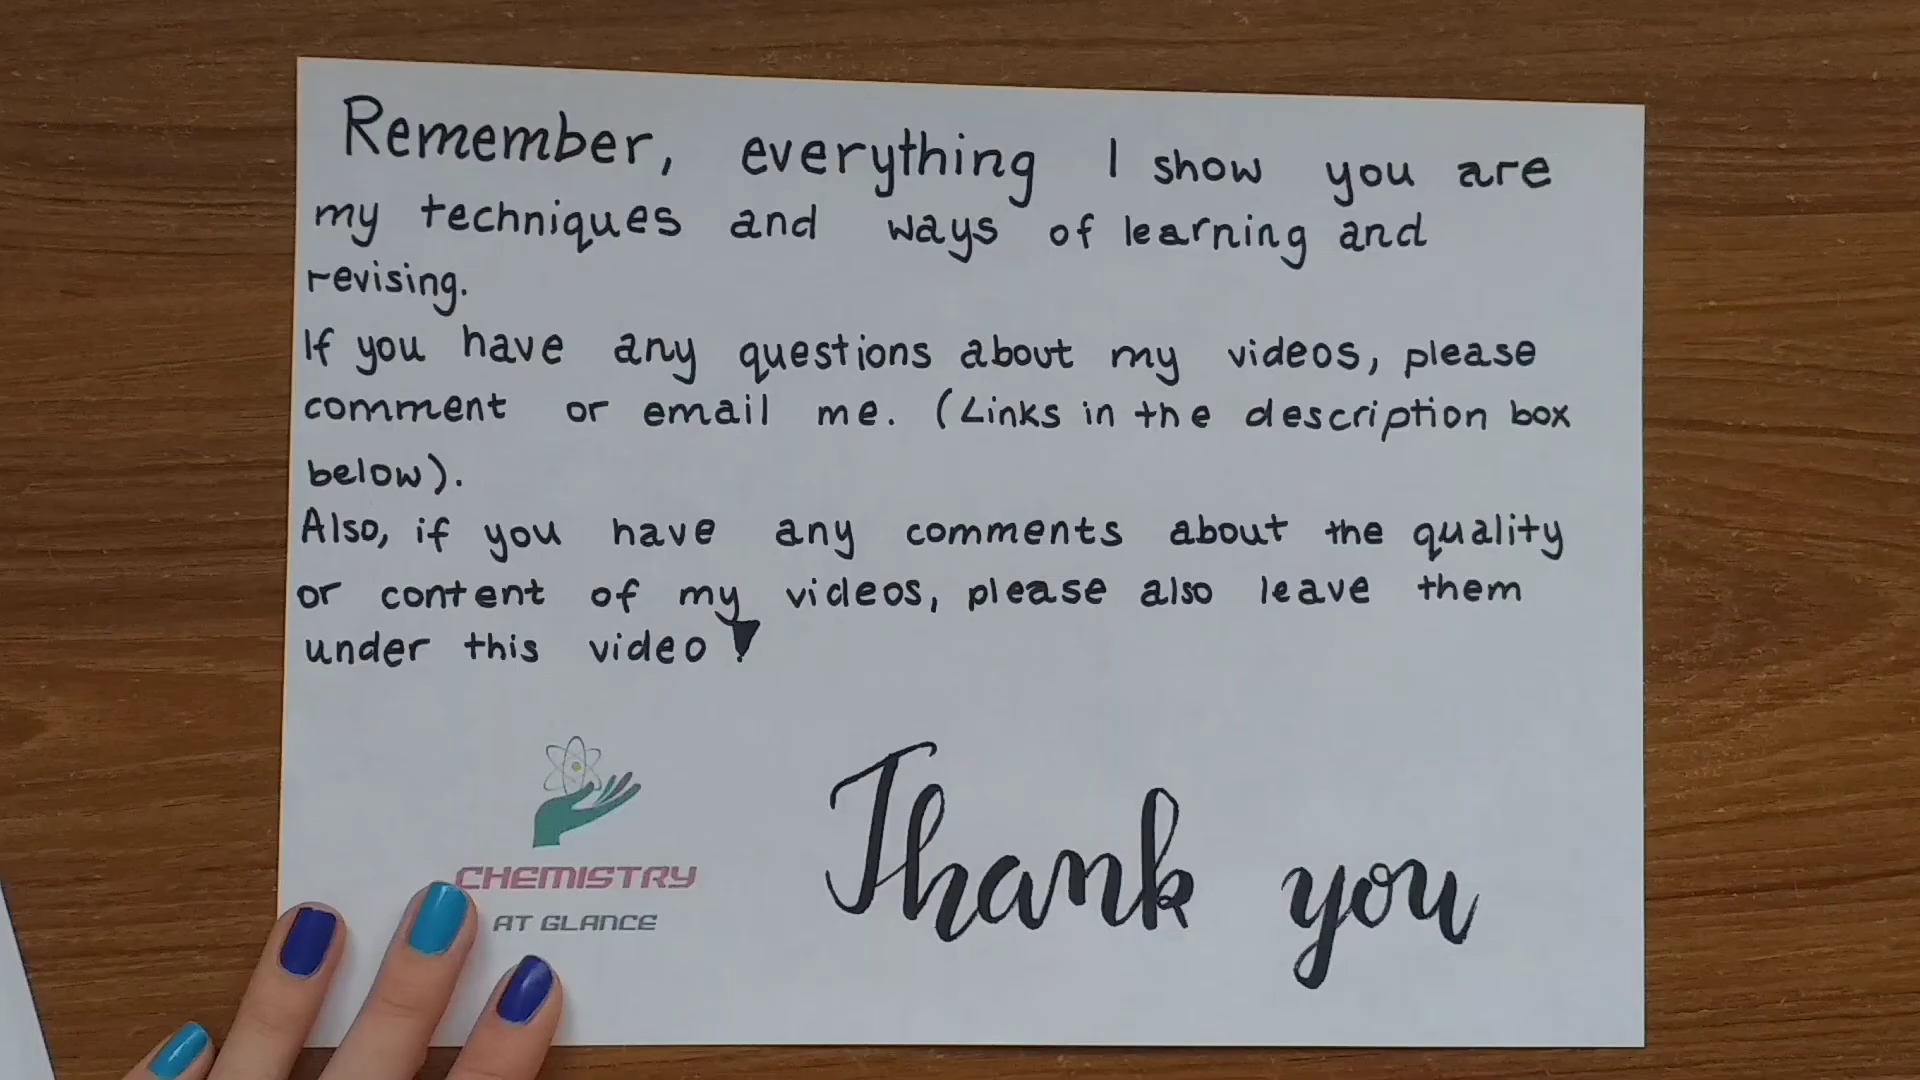 Remember, everything I show you are
my techniques and ways of learning and
revising.
If you have any questions about my videos, please
comment or email me. (Links in the description box
below).
Also, if you have any comments about the quality
or content of my videos, please also leave them
under this video!
CHEMISTRY
AT GLANCE
Thank you